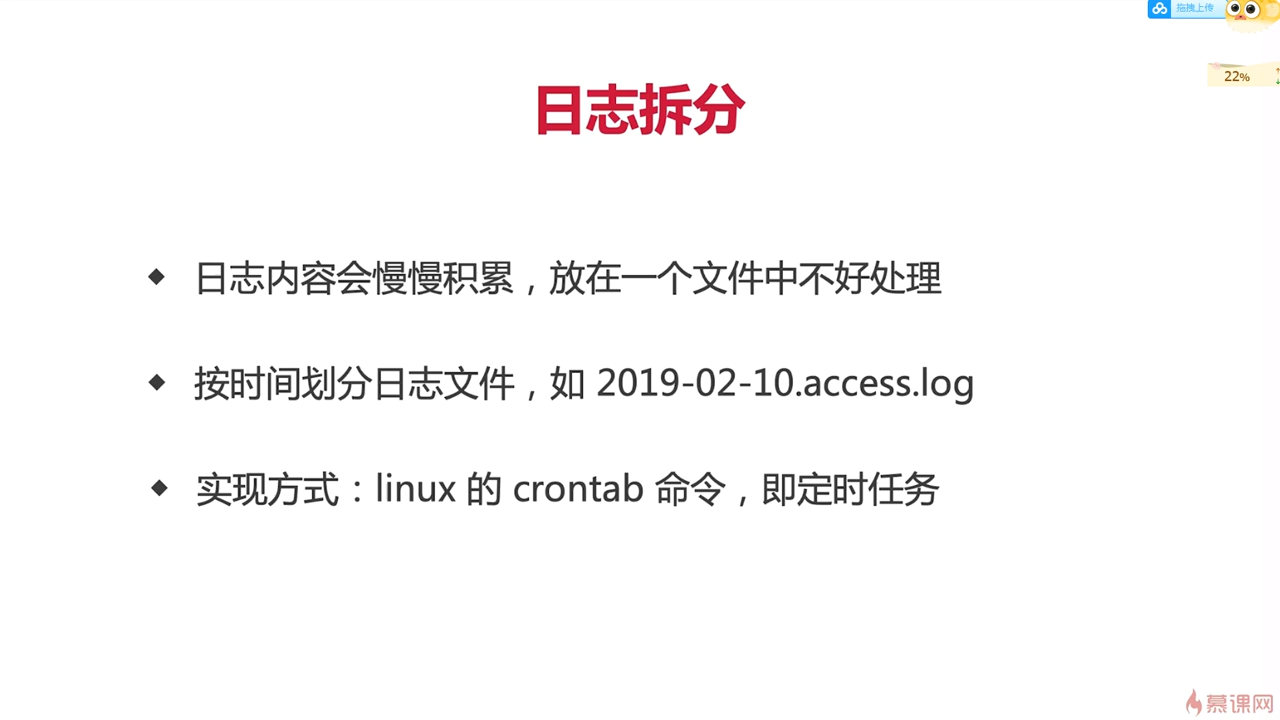 拖拽上传
22%
日志拆分
日志内容会慢慢积累，放在一个文件中不好处理
按时间划分日志文件，如 2019-02-10.access.log
实现方式：linux 的 crontab 命令，即定时任务
慕课网